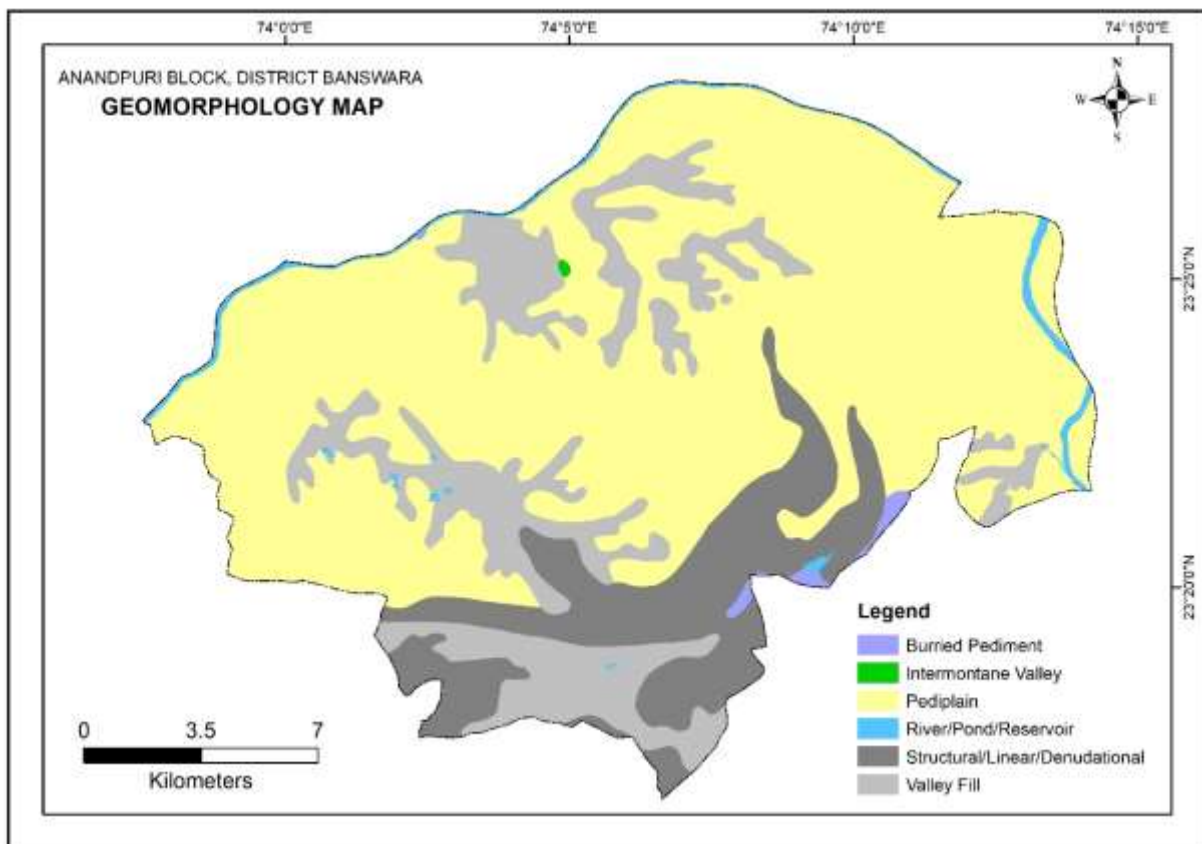 74°0'0"E 74°5'0"E 74°10'0"E 74°15'0"E
ANANDPURI BLOCK, DISTRICT BANSWARA
GEOMORPHOLOGY MAP
N
W E
S
23°25'0"N
23°20'0"N
Legend
Burried Pediment
Intermontane Valley
Pediplain
River/Pond/Reservoir
Structural/Linear/Denudational
Valley Fill
0 3.5 7
Kilometers